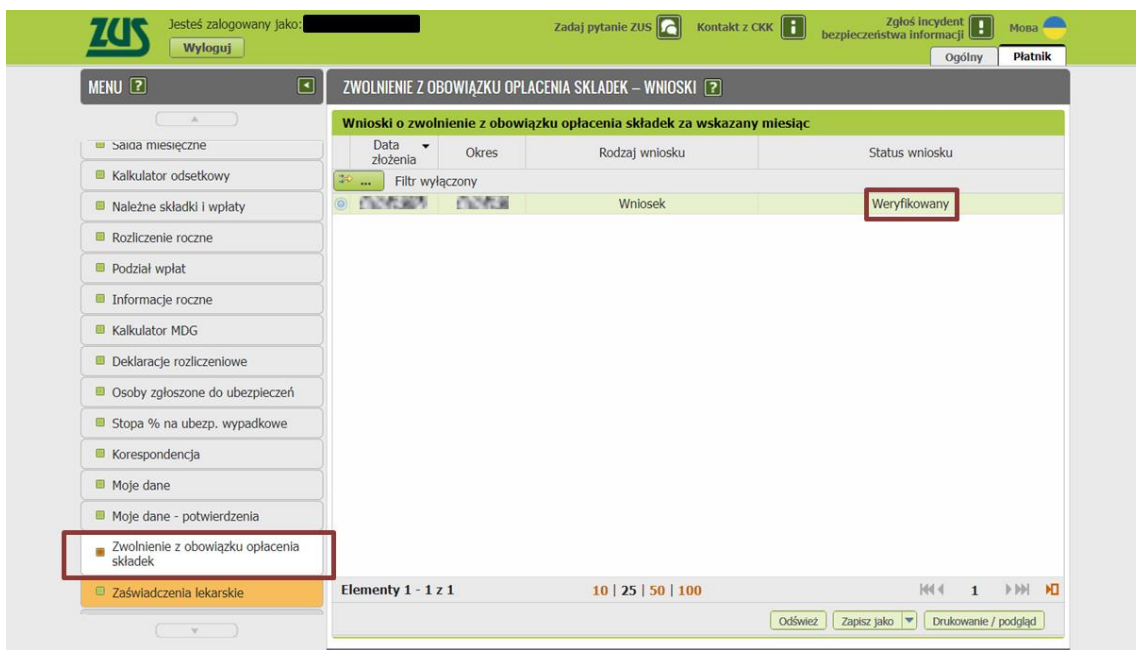 ZUS
Jesteś zalogowany jako:
Wyloguj
Zadaj pytanie ZUS
Kontakt z CKK
Zgłoś incydent
bezpieczeństwa informacji
Мова
Ogólny
Płatnik
MENU
ZWOLNIENIE Z OBOWIĄZKU OPŁACENIA SKLADEK – WNIOSKI
Saida miesięczne
Kalkulator odsetkowy
Należne składki i wpłaty
Rozliczenie roczne
Podział wpłat
Informacje roczne
Kalkulator MDG
Deklaracje rozliczeniowe
Osoby zgłoszone do ubezpieczeń
Stopa % na ubezp. wypadkowe
Korespondencja
Moje dane
Moje dane - potwierdzenia
Zwolnienie z obowiązku opłacenia
składek
Zaświadczenia lekarskie
Wnioski o zwolnienie z obowiązku opłacenia składek za wskazany miesiąc
Data
złożenia
Okres
Rodzaj wniosku
Status wniosku
... Filtr wyłączony
Wniosek
Weryfikowany
Elementy 1 - 1 z 1
10 | 25 | 50 | 100
1
Odśwież
Zapisz jako
Drukowanie / podgląd